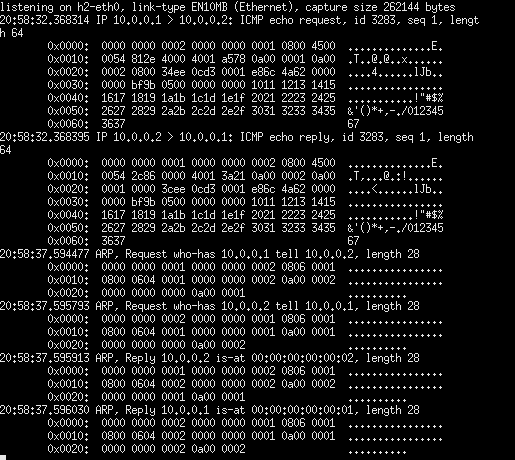 listening on h2-eth0, link-type EN10MB (Ethernet), capture size 262144 bytes
20:58:32.368314 IP 10.0.0.1 > 10.0.0.2: ICMP echo request, id 3283, seq 1, lengt
h 64
0x0000: 0000 0000 0002 0000 0000 0001 0800 4500 ..............E.
0x0010: 0054 812e 4000 4001 a578 0a00 0001 0a00 .T..@.@..x......
0x0020: 0002 0800 34ee 0cd3 0001 e86c 4a62 0000 ....4......lJb..
0x0030: 0000 bf9b 0500 0000 0000 1011 1213 1415 ................
0x0040: 1617 1819 1a1b 1c1d 1e1f 2021 2223 2425 ...........!"#$%
0x0050: 2627 2829 2a2b 2c2d 2e2f 3031 3233 3435 &'()*+,-./012345
0x0060: 3637 67
20:58:32.368395 IP 10.0.0.2 > 10.0.0.1: ICMP echo reply, id 3283, seq 1, length
64
0x0000: 0000 0000 0001 0000 0000 0002 0800 4500 ..............E.
0x0010: 0054 2c86 0000 4001 3a21 0a00 0002 0a00 .T,...@.:!......
0x0020: 0001 0000 3cee 0cd3 0001 e86c 4a62 0000 ....<......lJb..
0x0030: 0000 bf9b 0500 0000 0000 1011 1213 1415 ................
0x0040: 1617 1819 1a1b 1c1d 1e1f 2021 2223 2425 ...........!"#$%
0x0050: 2627 2829 2a2b 2c2d 2e2f 3031 3233 3435 &'()*+,-./012345
0x0060: 3637 67
20:58:37.594477 ARP, Request who-has 10.0.0.1 tell 10.0.0.2, length 28
0x0000: 0000 0000 0001 0000 0000 0002 0806 0001 ................
0x0010: 0800 0604 0001 0000 0000 0002 0a00 0002 ................
0x0020: 0000 0000 0000 0a00 0001 ..........
20:58:37.595793 ARP, Request who-has 10.0.0.2 tell 10.0.0.1, length 28
0x0000: 0000 0000 0002 0000 0000 0001 0806 0001 ................
0x0010: 0800 0604 0001 0000 0000 0001 0a00 0001 ................
0x0020: 0000 0000 0000 0a00 0002 ..........
20:58:37.595913 ARP, Reply 10.0.0.2 is-at 00:00:00:00:00:02, length 28
0x0000: 0000 0000 0001 0000 0000 0002 0806 0001 ................
0x0010: 0800 0604 0002 0000 0000 0002 0a00 0002 ................
0x0020: 0000 0000 0001 0a00 0001 ..........
20:58:37.596030 ARP, Reply 10.0.0.1 is-at 00:00:00:00:00:01, length 28
0x0000: 0000 0000 0002 0000 0000 0001 0806 0001 ................
0x0010: 0800 0604 0002 0000 0000 0001 0a00 0001 ................
0x0020: 0000 0000 0002 0a00 0002 ..........